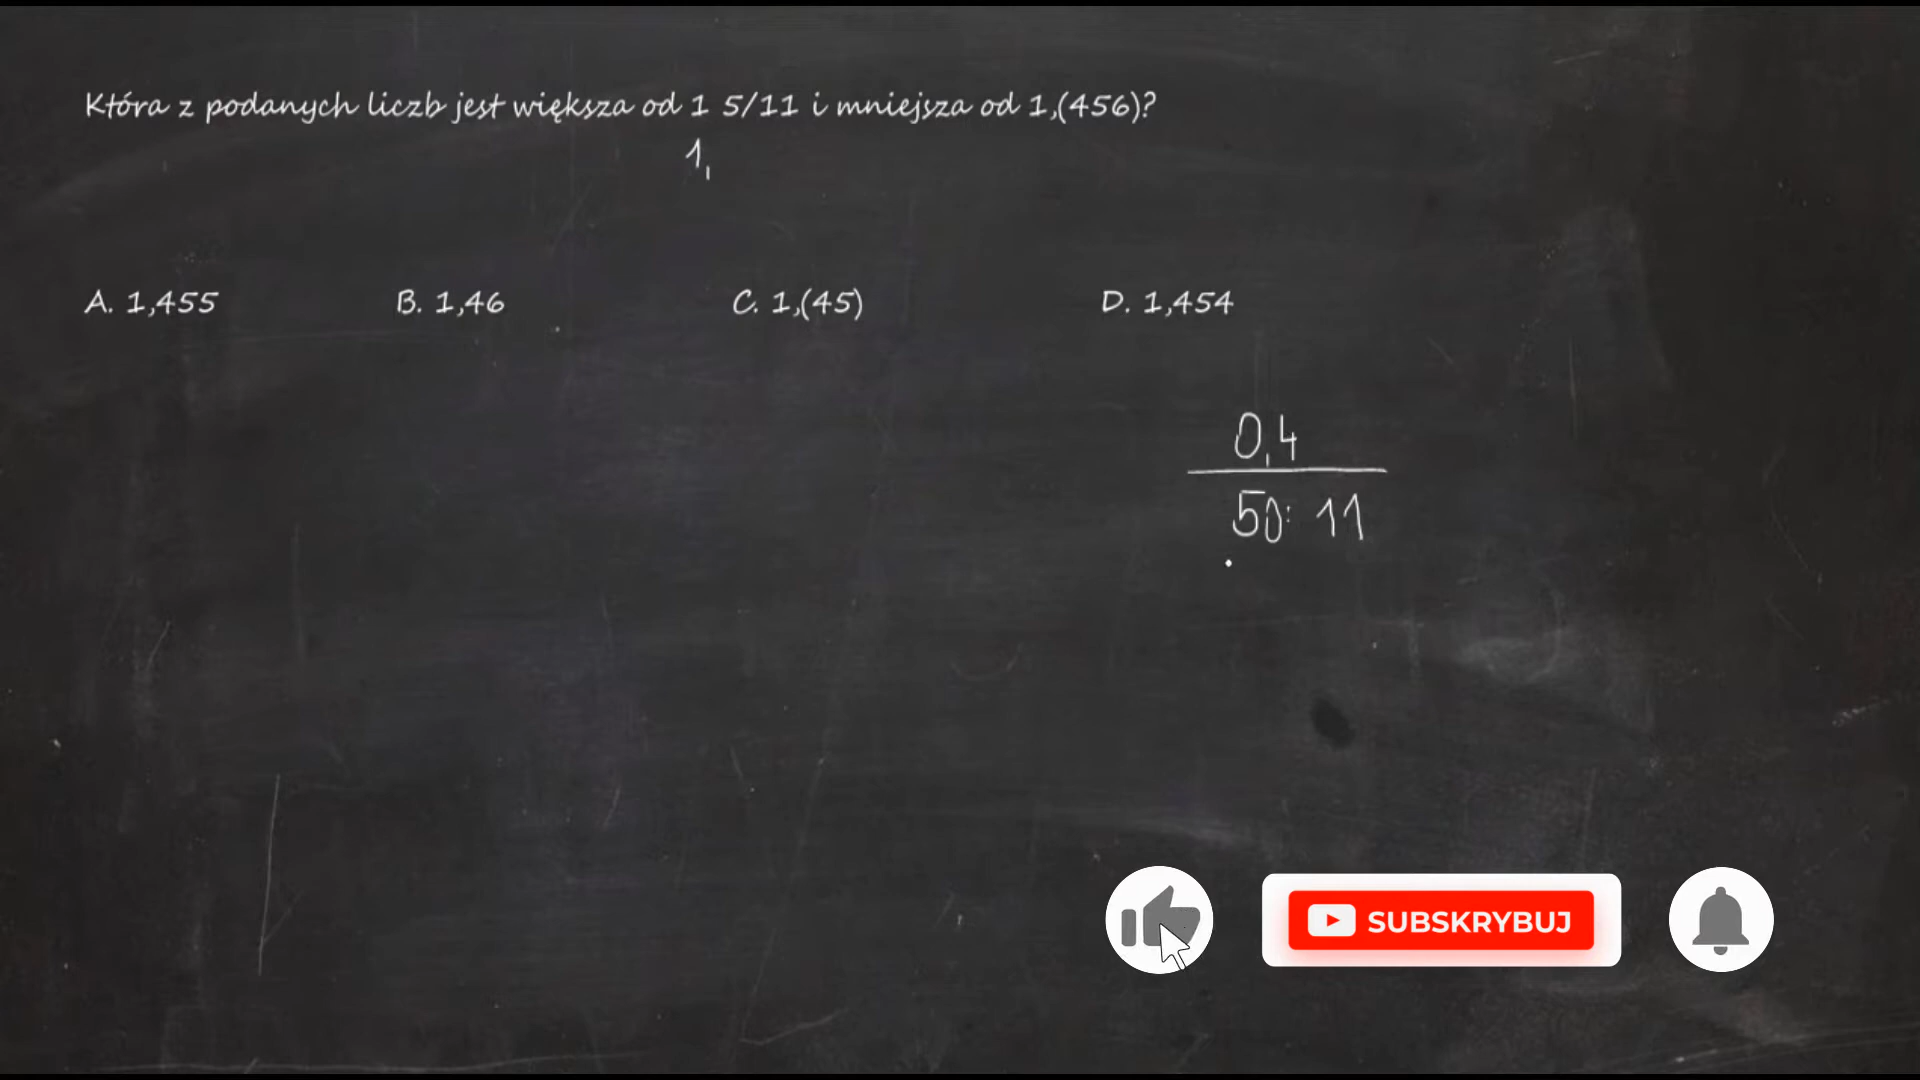 Która z podanych liczb jest większa od 1 5/11 i mniejsza od 1,(456)?
1,
A. 1,455 B. 1,46 C. 1,(45) D. 1,454
0,4
50: 11
SUBSKRYBUJ